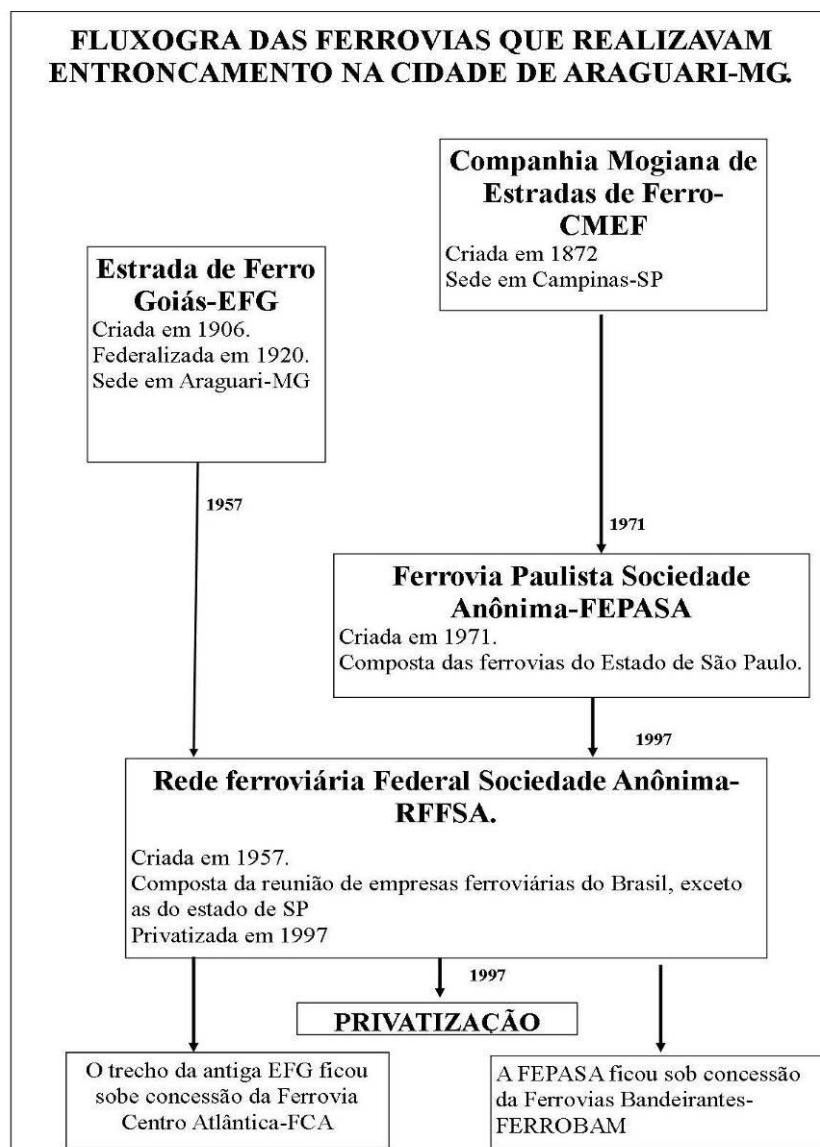 FLUXOGRA DAS FERROVIAS QUE REALIZAVAM
ENTRONCAMENTO NA CIDADE DE ARAGUARI-MG.
Companhia Mogiana de
Estradas de Ferro-
CMEF
Criada em 1872
Sede em Campinas-SP
Estrada de Ferro
Goiás-EFG
Criada em 1906.
Federalizada em 1920.
Sede em Araguari-MG
1957
1971
Ferrovia Paulista Sociedade
Anônima-FEPASA
Criada em 1971.
Composta das ferrovias do Estado de São Paulo.
1997
Rede ferroviária Federal Sociedade Anônima-
RFFSA.
Criada em 1957.
Composta da reunião de empresas ferroviárias do Brasil, exceto
as do estado de SP
Privatizada em 1997
1997
PRIVATIZAÇÃO
O trecho da antiga EFG ficou
sobe concessão da Ferrovia
Centro Atlântica-FCA
A FEPASA ficou sob concessão
da Ferrovias Bandeirantes-
FERROBAM